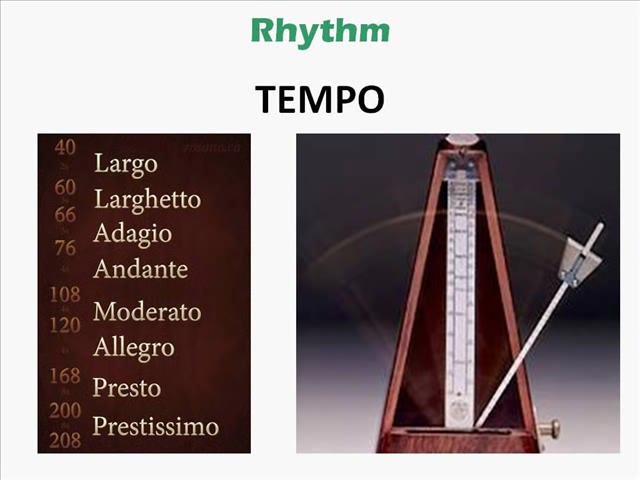 Rhythm
TEMPO
40
Largo
60
Larghetto
66
Adagio
76
Andante
108
Moderato
120
Allegro
168
Presto
200
Prestissimo
208